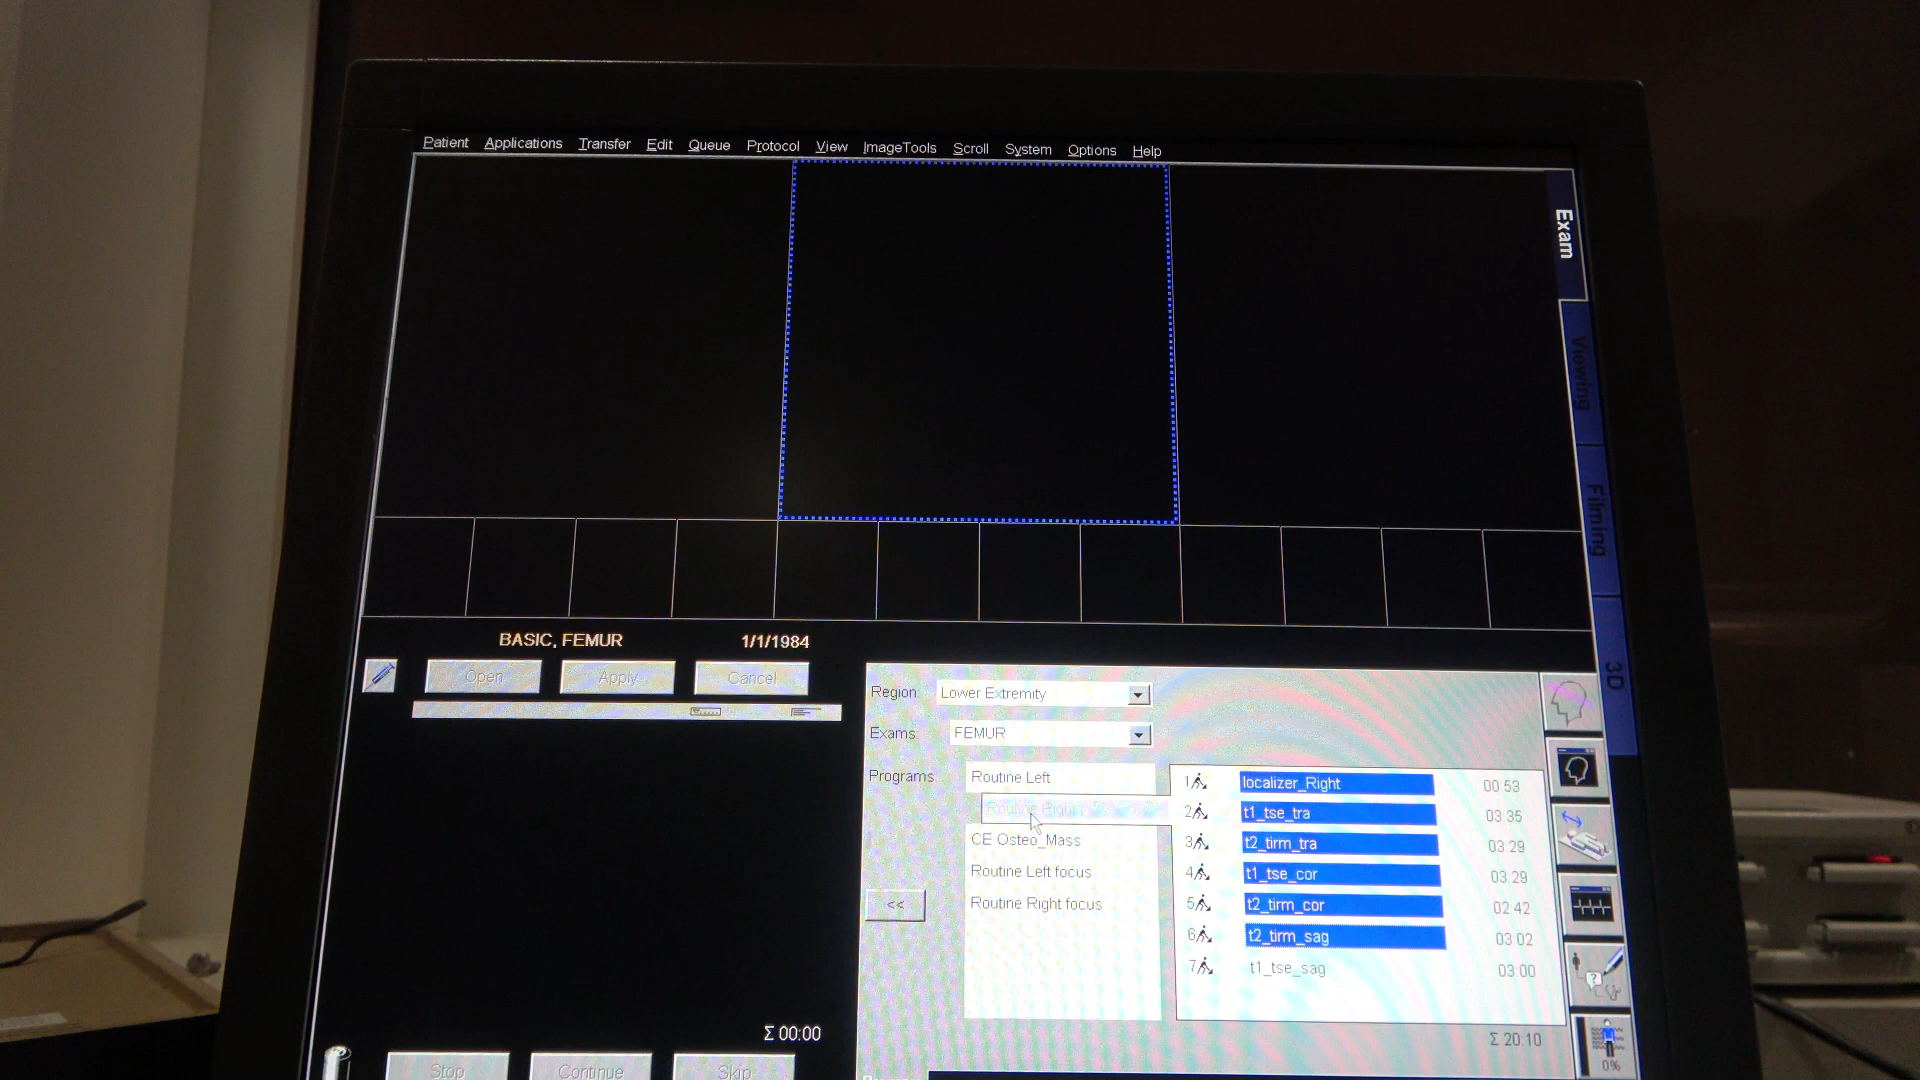 Patient Applications Transfer Edit Queue Protocol View ImageTools Scroll System Options Help
Exam
Viewing
Filming
3D
BASIC, FEMUR 1/1/1984
Open Apply Cancel
Region: Lower Extremity
Exams: FEMUR
Programs
Routine Left
Routine Right
CE Osteo_Mass
Routine Left focus
Routine Right focus
<<
1 localizer_Right 00:53
2 t1_tse_tra 03:35
3 t2_tirm_tra 03:29
4 t1_tse_cor 03:29
5 t2_tirm_cor 02:42
6 t2_tirm_sag 03:02
7 t1_tse_sag 03:00
Σ 20:10
Σ 00:00
Stop Continue Skip
?
0%